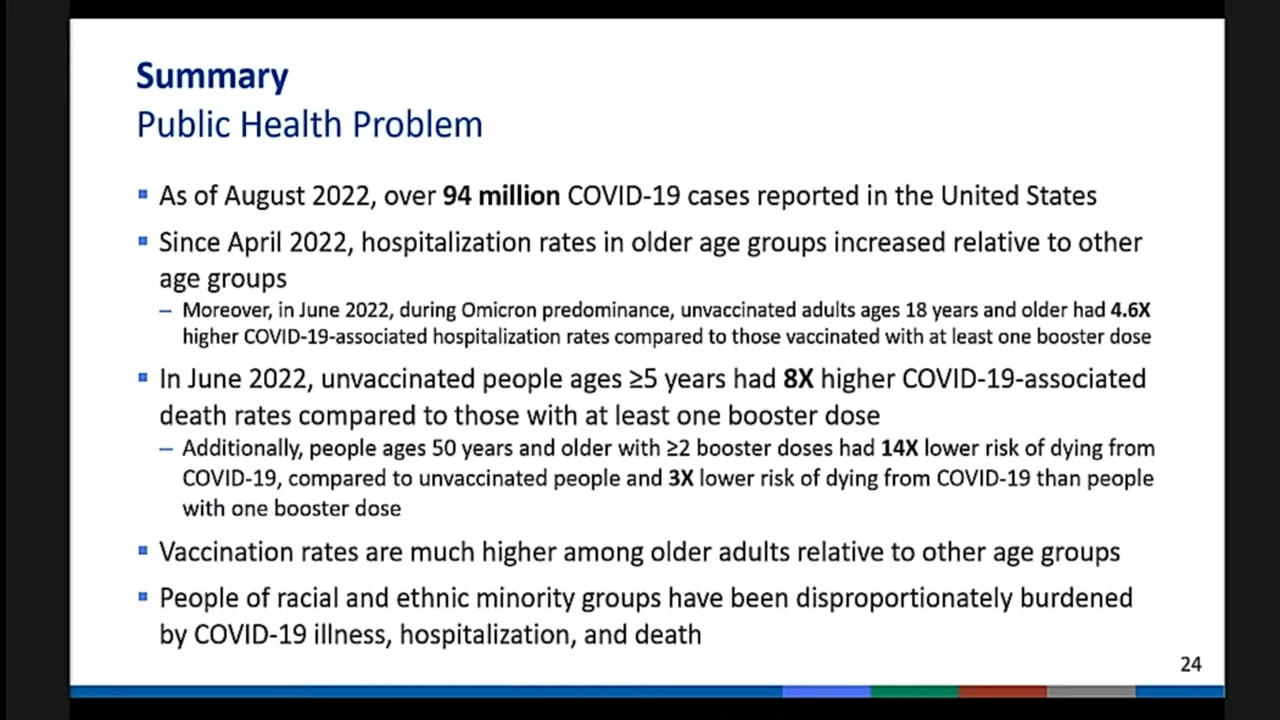 Summary
Public Health Problem
▪ As of August 2022, over 94 million COVID-19 cases reported in the United States
▪ Since April 2022, hospitalization rates in older age groups increased relative to other
age groups
– Moreover, in June 2022, during Omicron predominance, unvaccinated adults ages 18 years and older had 4.6X
higher COVID-19-associated hospitalization rates compared to those vaccinated with at least one booster dose
▪ In June 2022, unvaccinated people ages ≥5 years had 8X higher COVID-19-associated
death rates compared to those with at least one booster dose
– Additionally, people ages 50 years and older with ≥2 booster doses had 14X lower risk of dying from
COVID-19, compared to unvaccinated people and 3X lower risk of dying from COVID-19 than people
with one booster dose
▪ Vaccination rates are much higher among older adults relative to other age groups
▪ People of racial and ethnic minority groups have been disproportionately burdened
by COVID-19 illness, hospitalization, and death
24